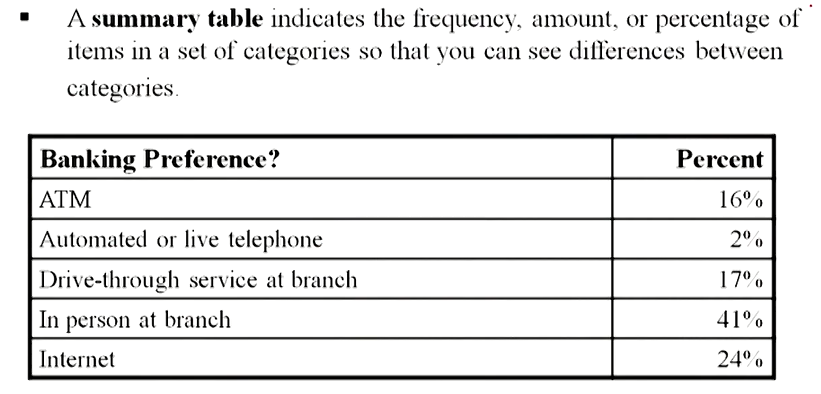 ▪ A summary table indicates the frequency, amount, or percentage of
items in a set of categories so that you can see differences between
categories.
Banking Preference? Percent
ATM 16%
Automated or live telephone 2%
Drive-through service at branch 17%
In person at branch 41%
Internet 24%